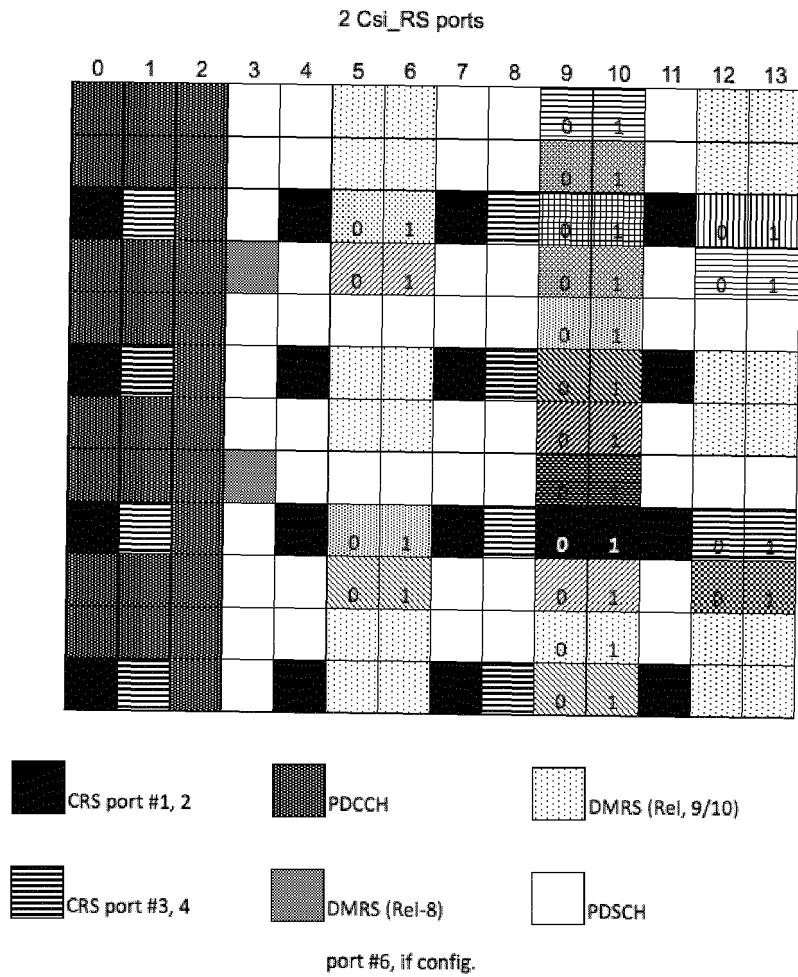 2 Csi_RS ports
0 1 2 3 4 5 6 7 8 9 10 11 12 13
0 1
0 1
0 1 0 1 0 1
0 1 0 1 0 1
0 1
0 1
0 1
0 1
0 1 0 1 0 1
0 1 0 1 0 1
0 1
0 1
CRS port #1, 2 PDCCH DMRS (Rel, 9/10)
CRS port #3, 4 DMRS (Rel-8) PDSCH
port #6, if config.